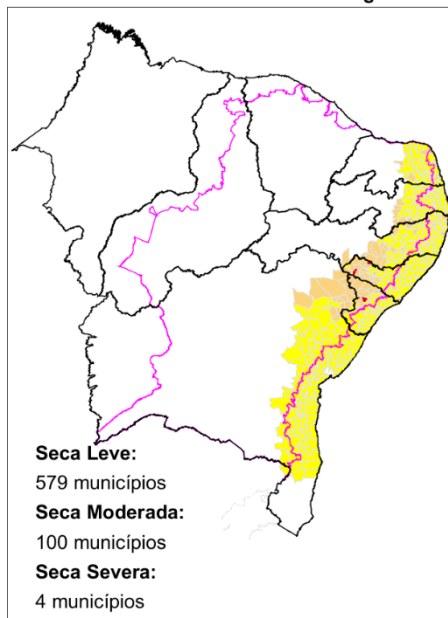 Seca Leve:
579 municípios
Seca Moderada:
100 municípios
Seca Severa:
4 municípios